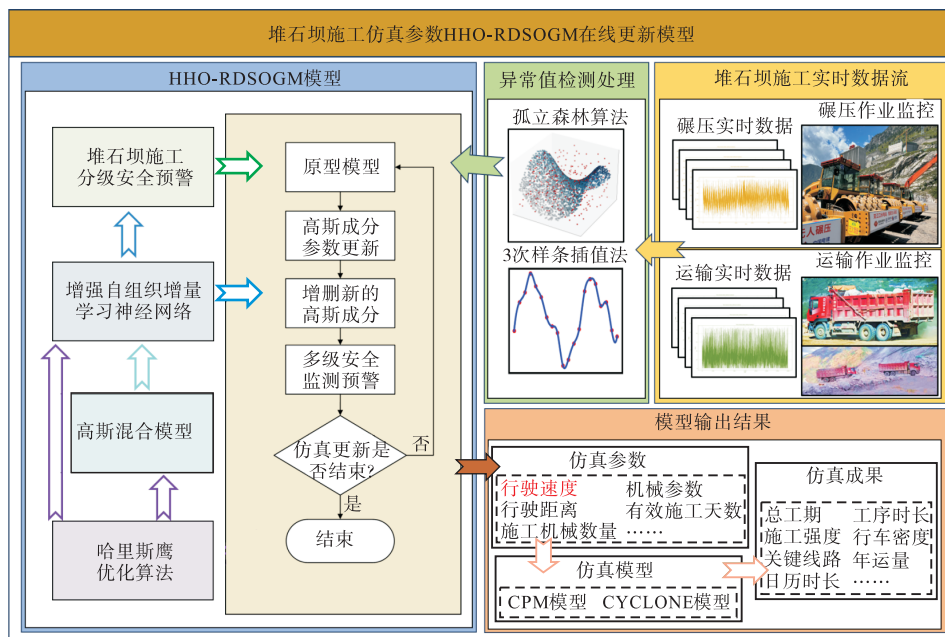 堆石坝施工仿真参数HHO-RDSOGM在线更新模型
HHO-RDSOGM模型
堆石坝施工
分级安全预警
增强自组织增量
学习神经网络
高斯混合模型
哈里斯鹰
优化算法
原型模型
高斯成分
参数更新
增删新的
高斯成分
多级安全
监测预警
仿真更新是
否结束?
否
是
结束
异常值检测处理
孤立森林算法
3次样条插值法
堆石坝施工实时数据流
碾压实时数据
碾压作业监控
人碾压
运输实时数据
运输作业监控
模型输出结果
仿真参数
行驶速度
机械参数
行驶距离
有效施工天数
施工机械数量
……
仿真模型
CPM模型
CYCLONE模型
仿真成果
总工期
工序时长
施工强度
行车密度
关键线路
年运量
日历时长
……